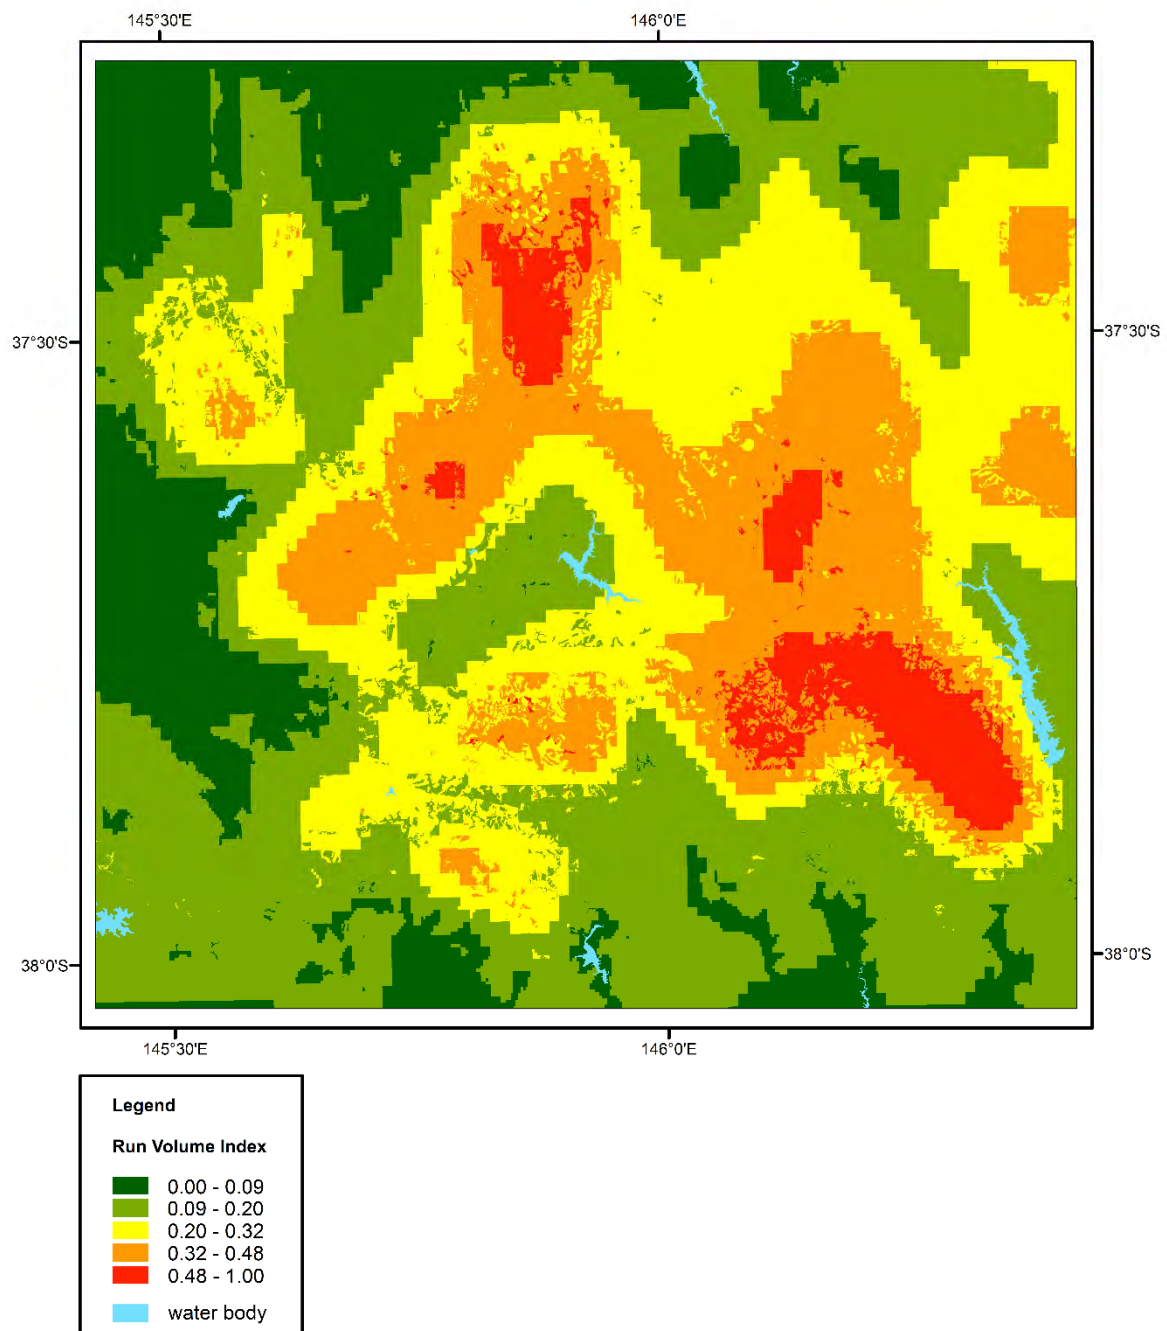 145°30'E 146°0'E
37°30'S 37°30'S
38°0'S 38°0'S
145°30'E 146°0'E
Legend
Run Volume Index
0.00 - 0.09
0.09 - 0.20
0.20 - 0.32
0.32 - 0.48
0.48 - 1.00
water body